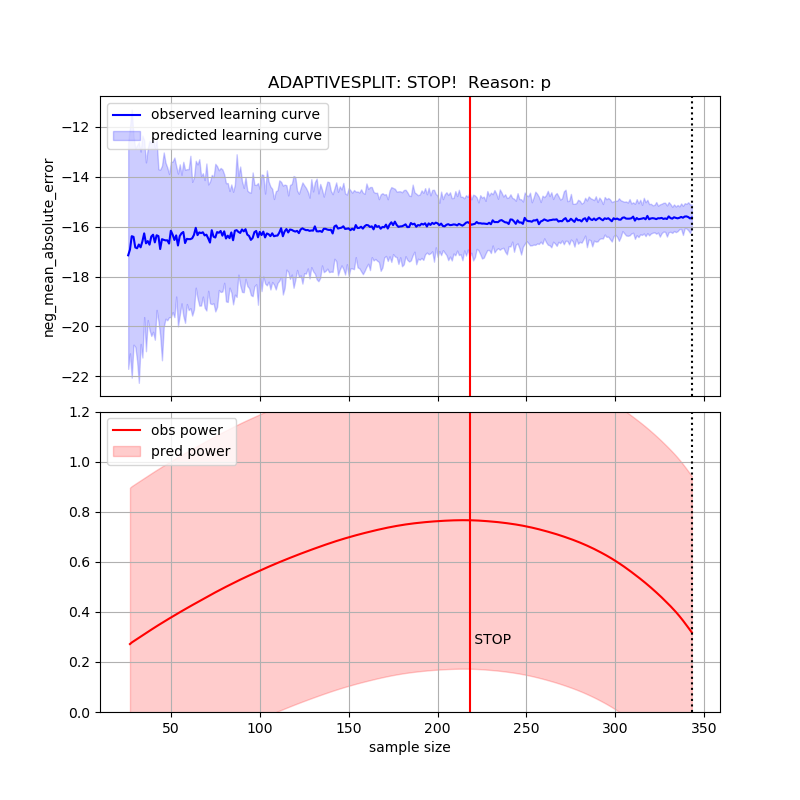 ADAPTIVESPLIT: STOP!  Reason: p
observed learning curve
predicted learning curve
neg_mean_absolute_error
−12
−14
−16
−18
−20
−22
obs power
pred power
1.2
1.0
0.8
0.6
0.4
0.2
0.0
STOP
50 100 150 200 250 300 350
sample size